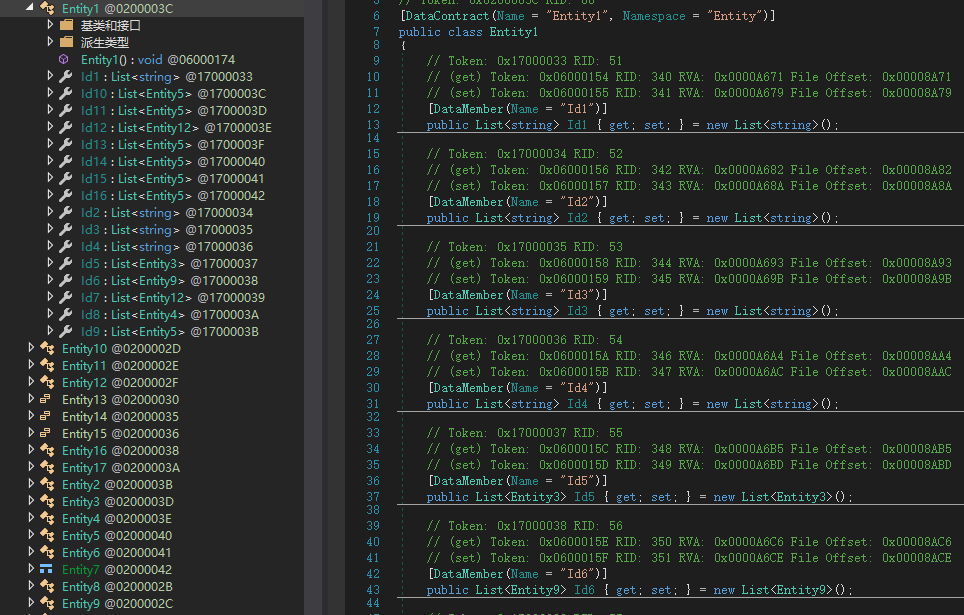 Entity1 @0200003C
基类和接口
派生类型
Entity1() : void @06000174
Id1 : List<string> @17000033
Id10 : List<Entity5> @1700003C
Id11 : List<Entity5> @1700003D
Id12 : List<Entity12> @1700003E
Id13 : List<Entity5> @1700003F
Id14 : List<Entity5> @17000040
Id15 : List<Entity5> @17000041
Id16 : List<Entity5> @17000042
Id2 : List<string> @17000034
Id3 : List<string> @17000035
Id4 : List<string> @17000036
Id5 : List<Entity3> @17000037
Id6 : List<Entity9> @17000038
Id7 : List<Entity12> @17000039
Id8 : List<Entity4> @1700003A
Id9 : List<Entity5> @1700003B
Entity10 @0200002D
Entity11 @0200002E
Entity12 @0200002F
Entity13 @02000030
Entity14 @02000035
Entity15 @02000036
Entity16 @02000038
Entity17 @0200003A
Entity2 @0200003B
Entity3 @0200003D
Entity4 @0200003E
Entity5 @02000040
Entity6 @02000041
Entity7 @02000042
Entity8 @0200002B
Entity9 @0200002C
6 [DataContract(Name = "Entity1", Namespace = "Entity")]
7 public class Entity1
8 {
9 // Token: 0x17000033 RID: 51
10 // (get) Token: 0x06000154 RID: 340 RVA: 0x0000A671 File Offset: 0x00008A71
11 // (set) Token: 0x06000155 RID: 341 RVA: 0x0000A679 File Offset: 0x00008A79
12 [DataMember(Name = "Id1")]
13 public List<string> Id1 { get; set; } = new List<string>();
14
15 // Token: 0x17000034 RID: 52
16 // (get) Token: 0x06000156 RID: 342 RVA: 0x0000A682 File Offset: 0x00008A82
17 // (set) Token: 0x06000157 RID: 343 RVA: 0x0000A68A File Offset: 0x00008A8A
18 [DataMember(Name = "Id2")]
19 public List<string> Id2 { get; set; } = new List<string>();
20
21 // Token: 0x17000035 RID: 53
22 // (get) Token: 0x06000158 RID: 344 RVA: 0x0000A693 File Offset: 0x00008A93
23 // (set) Token: 0x06000159 RID: 345 RVA: 0x0000A69B File Offset: 0x00008A9B
24 [DataMember(Name = "Id3")]
25 public List<string> Id3 { get; set; } = new List<string>();
26
27 // Token: 0x17000036 RID: 54
28 // (get) Token: 0x0600015A RID: 346 RVA: 0x0000A6A4 File Offset: 0x00008AA4
29 // (set) Token: 0x0600015B RID: 347 RVA: 0x0000A6AC File Offset: 0x00008AAC
30 [DataMember(Name = "Id4")]
31 public List<string> Id4 { get; set; } = new List<string>();
32
33 // Token: 0x17000037 RID: 55
34 // (get) Token: 0x0600015C RID: 348 RVA: 0x0000A6B5 File Offset: 0x00008AB5
35 // (set) Token: 0x0600015D RID: 349 RVA: 0x0000A6BD File Offset: 0x00008ABD
36 [DataMember(Name = "Id5")]
37 public List<Entity3> Id5 { get; set; } = new List<Entity3>();
38
39 // Token: 0x17000038 RID: 56
40 // (get) Token: 0x0600015E RID: 350 RVA: 0x0000A6C6 File Offset: 0x00008AC6
41 // (set) Token: 0x0600015F RID: 351 RVA: 0x0000A6CE File Offset: 0x00008ACE
42 [DataMember(Name = "Id6")]
43 public List<Entity9> Id6 { get; set; } = new List<Entity9>();
44